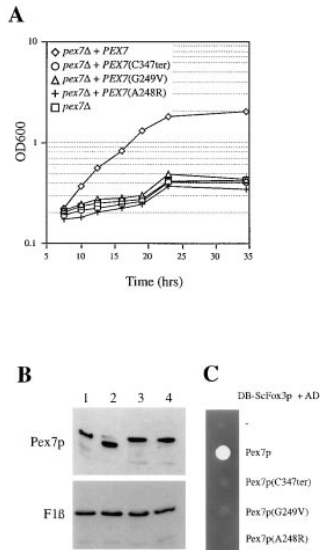 A
10
pex7Δ + PEX7
pex7Δ + PEX7(C347ter)
pex7Δ + PEX7(G249V)
pex7Δ + PEX7(A248R)
pex7Δ
OD600
1
0.1
5 10 15 20 25 30 35
Time (hrs)
B
1 2 3 4
Pex7p
F1ß
C
DB-ScFox3p + AD
-
Pex7p
Pex7p(C347ter)
Pex7p(G249V)
Pex7p(A248R)